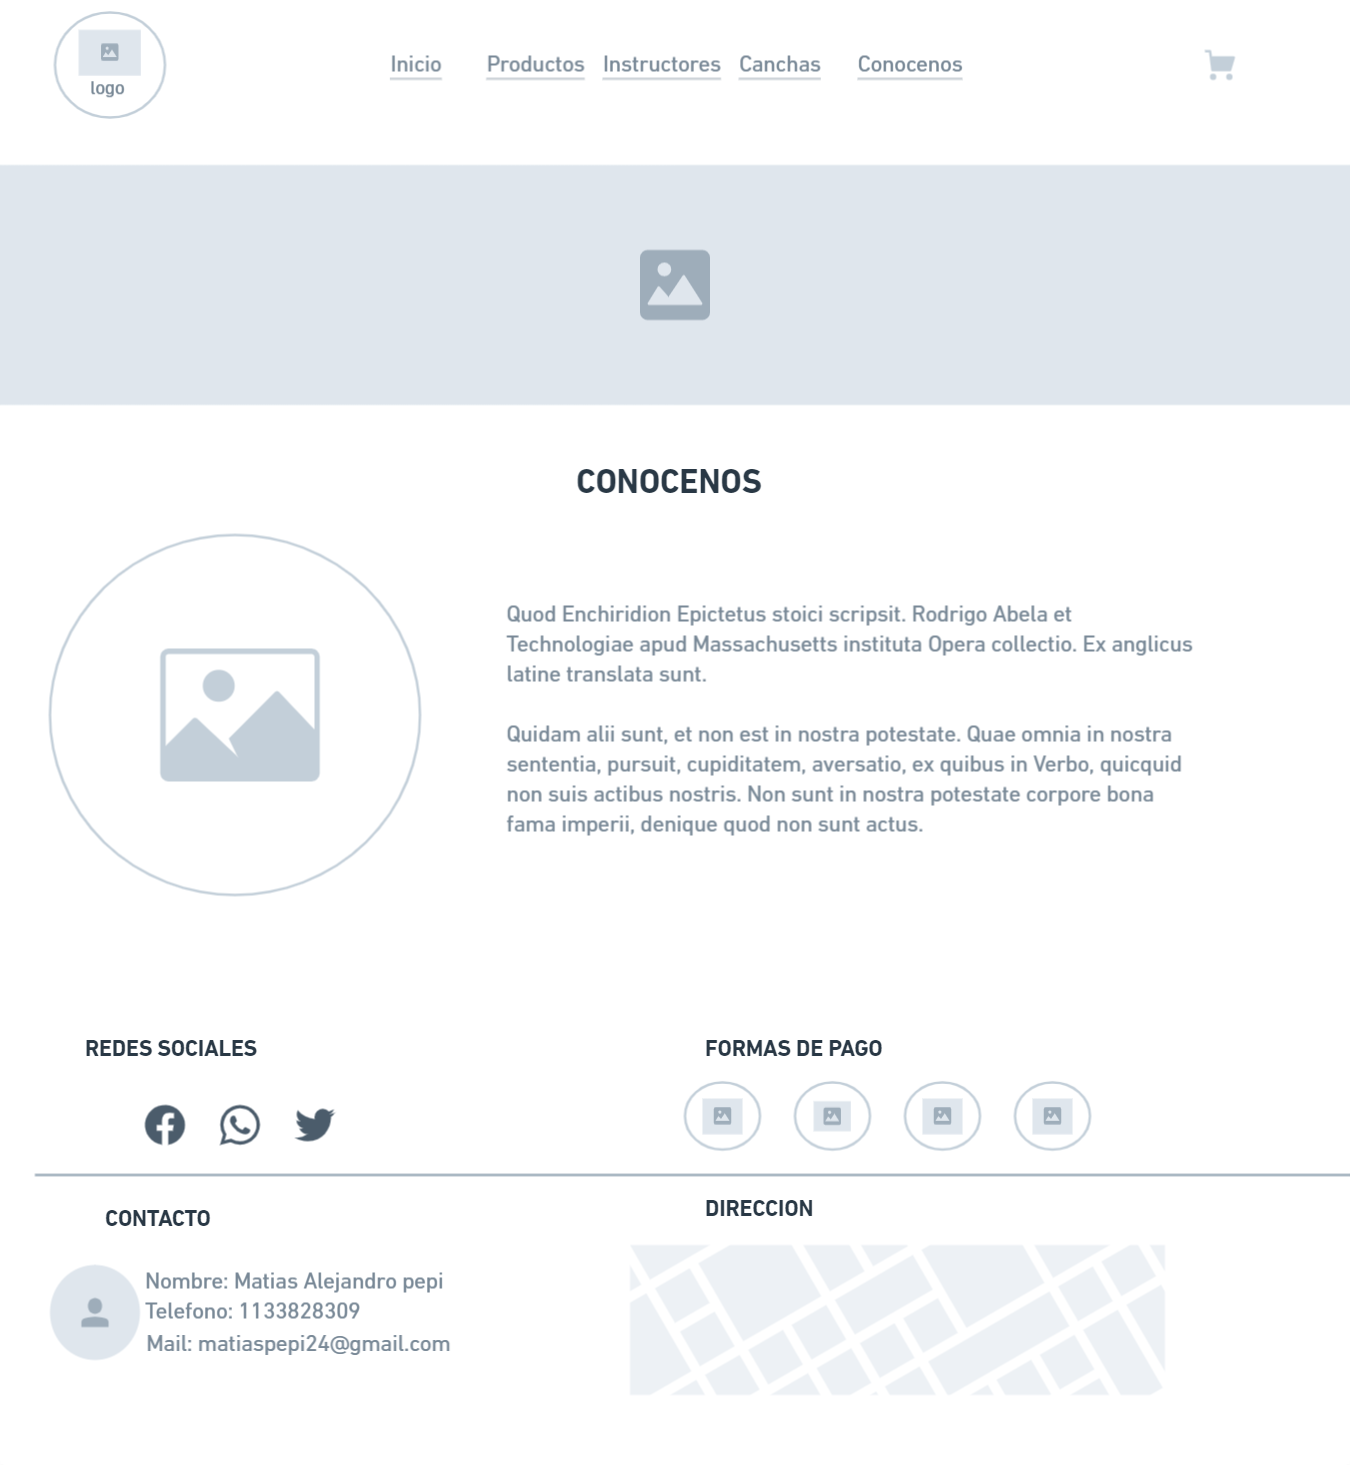 logo
Inicio Productos Instructores Canchas Conocenos
CONOCENOS
Quod Enchiridion Epictetus stoici scripsit. Rodrigo Abela et
Technologiae apud Massachusetts instituta Opera collectio. Ex anglicus
latine translata sunt.
Quidam alii sunt, et non est in nostra potestate. Quae omnia in nostra
sententia, pursuit, cupiditatem, aversatio, ex quibus in Verbo, quicquid
non suis actibus nostris. Non sunt in nostra potestate corpore bona
fama imperii, denique quod non sunt actus.
REDES SOCIALES
FORMAS DE PAGO
CONTACTO
Nombre: Matias Alejandro pepi
Telefono: 1133828309
Mail: matiaspepi24@gmail.com
DIRECCION